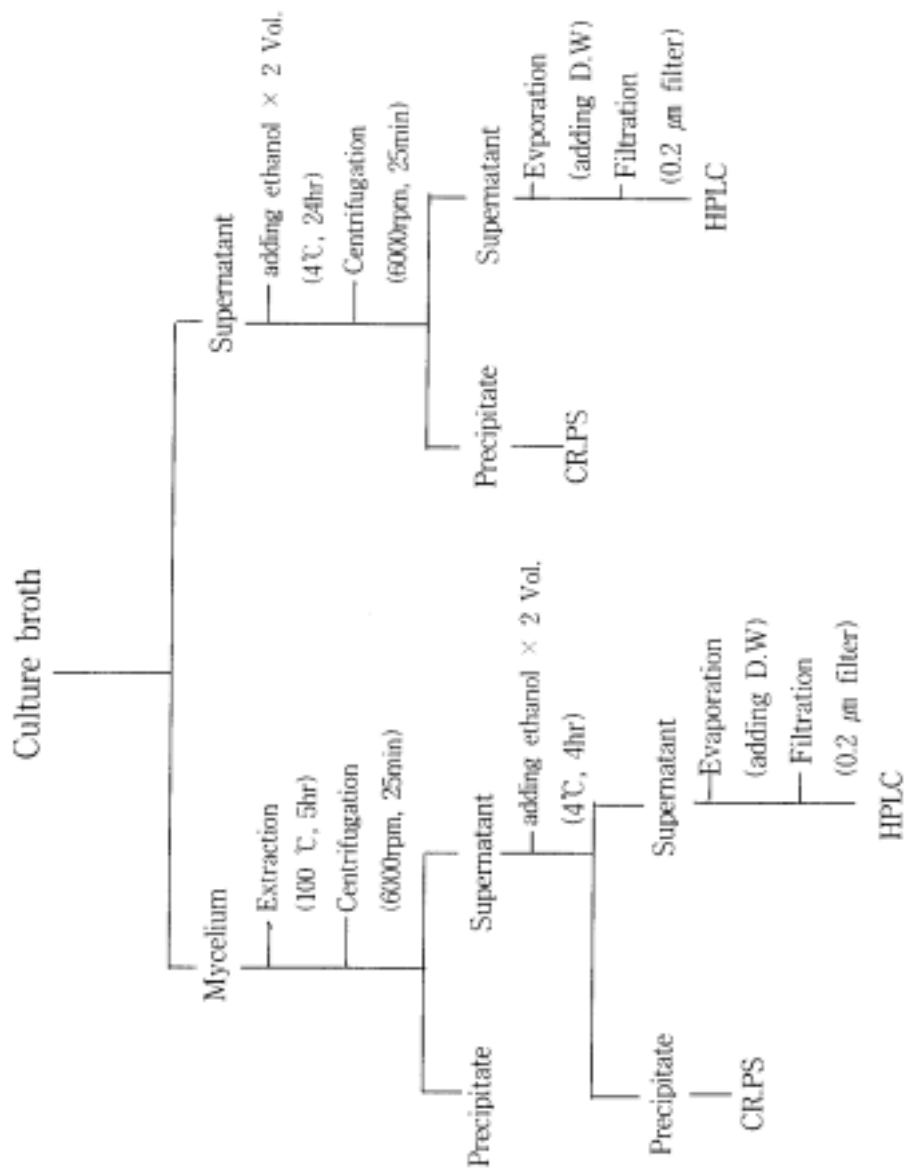 Culture broth
Mycelium
Extraction
(100 ℃, 5hr)
Centrifugation
(6000rpm, 25min)
Precipitate
Supernatant
adding ethanol × 2 Vol.
(4℃, 4hr)
Precipitate
CR.PS
Supernatant
Evaporation
(adding D.W)
Filtration
(0.2 ㎛ filter)
HPLC
Supernatant
adding ethanol × 2 Vol.
(4℃, 24hr)
Centrifugation
(6000rpm, 25min)
Precipitate
CR.PS
Supernatant
Evporation
(adding D.W)
Filtration
(0.2 ㎛ filter)
HPLC